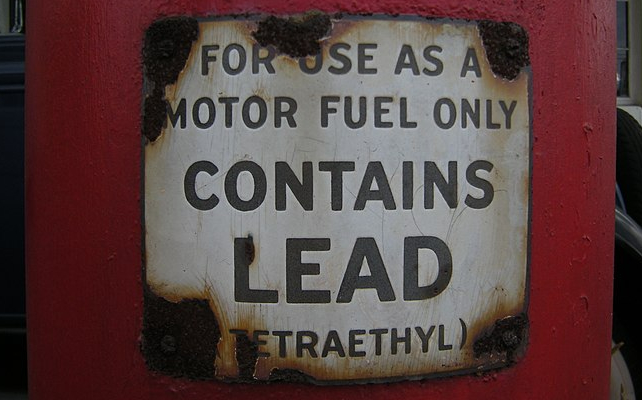 FOR USE AS A
MOTOR FUEL ONLY
CONTAINS
LEAD
TETRAETHYL)